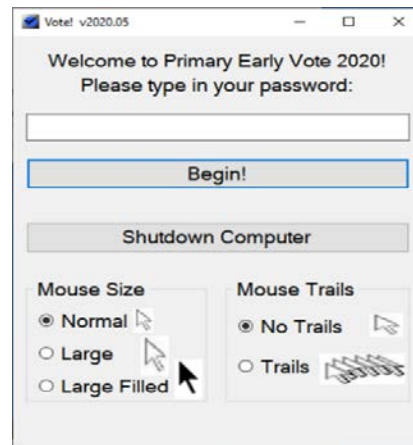 Vote! v2020.05
Welcome to Primary Early Vote 2020!
Please type in your password:
Begin!
Shutdown Computer
Mouse Size
Normal
Large
Large Filled
Mouse Trails
No Trails
Trails